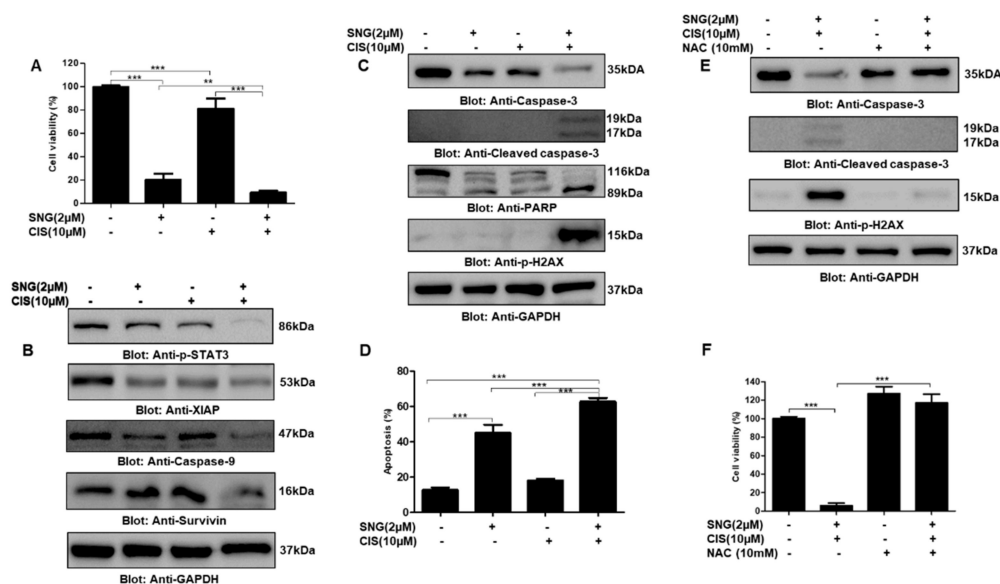 A
Cell viability (%)
120
100
80
60
40
20
0
*** *** ** ***
SNG(2µM) - + - +
CIS(10µM) - - + +
B
SNG(2µM) - + - +
CIS(10µM) - - + +
86kDa
Blot: Anti-p-STAT3
53kDa
Blot: Anti-XIAP
47kDa
Blot: Anti-Caspase-9
16kDa
Blot: Anti-Survivin
37kDa
Blot: Anti-GAPDH
C
SNG(2µM) - + - +
CIS(10µM) - - + +
35kDA
Blot: Anti-Caspase-3
19kDa
17kDa
Blot: Anti-Cleaved caspase-3
116kDa
89kDa
Blot: Anti-PARP
15kDa
Blot: Anti-p-H2AX
37kDa
Blot: Anti-GAPDH
D
Apoptosis (%)
80
60
40
20
0
*** *** *** ***
SNG(2µM) - + - +
CIS(10µM) - - + +
E
SNG(2µM) - + - +
CIS(10µM) - + - +
NAC (10mM) - - + +
35kDA
Blot: Anti-Caspase-3
19kDa
17kDa
Blot: Anti-Cleaved caspase-3
15kDa
Blot: Anti-p-H2AX
37kDa
Blot: Anti-GAPDH
F
Cell viability (%)
120
100
80
60
40
20
0
*** ***
SNG(2µM) - + - +
CIS(10µM) - + - +
NAC (10mM) - - + +